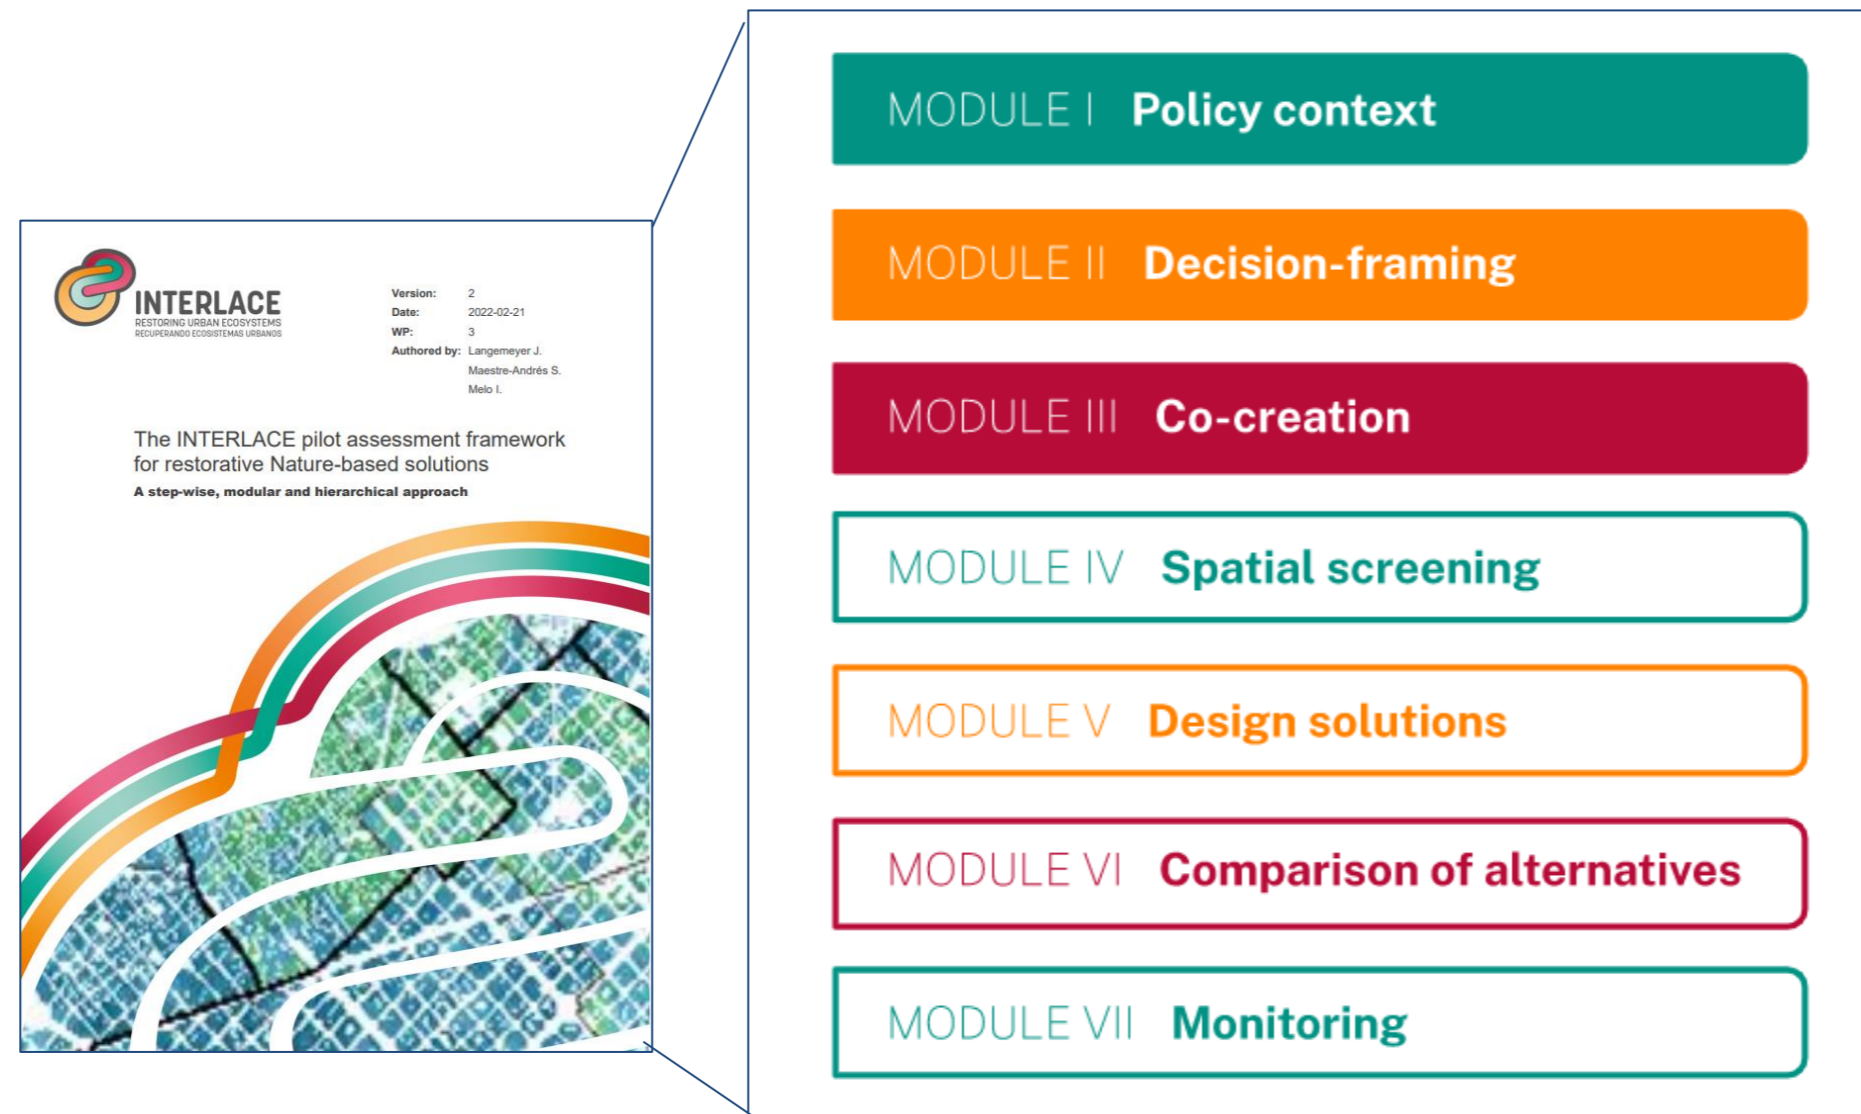 INTERLACE
RESTORING URBAN ECOSYSTEMS
RECUPERANDO ECOSISTEMAS URBANOS
Version: 2
Date: 2022-02-21
WP: 3
Authored by: Langemeyer J.
Maestre-Andrés S.
Melo I.
The INTERLACE pilot assessment framework
for restorative Nature-based solutions
A step-wise, modular and hierarchical approach
MODULE I Policy context
MODULE II Decision-framing
MODULE III Co-creation
MODULE IV Spatial screening
MODULE V Design solutions
MODULE VI Comparison of alternatives
MODULE VII Monitoring